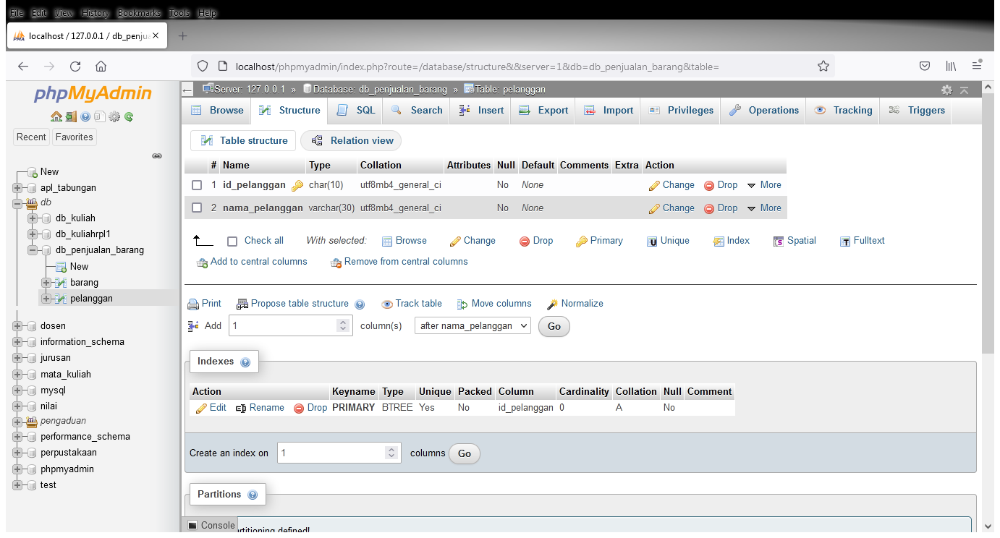 File Edit View History Bookmarks Tools Help
localhost / 127.0.0.1 / db_penjua
localhost/phpmyadmin/index.php?route=/database/structure&&server=1&db=db_penjualan_barang&table=
phpMyAdmin
Recent Favorites
New
apl_tabungan
db
db_kuliah
db_kuliahrpl1
db_penjualan_barang
New
barang
pelanggan
dosen
information_schema
jurusan
mata_kuliah
mysql
nilai
pengaduan
performance_schema
perpustakaan
phpmyadmin
test
Server: 127.0.0.1 » Database: db_penjualan_barang » Table: pelanggan
Browse Structure SQL Search Insert Export Import Privileges Operations Tracking Triggers
Table structure Relation view
# Name Type Collation Attributes Null Default Comments Extra Action
1 id_pelanggan char(10) utf8mb4_general_ci No None Change Drop More
2 nama_pelanggan varchar(30) utf8mb4_general_ci No None Change Drop More
Check all With selected: Browse Change Drop Primary Unique Index Spatial Fulltext
Add to central columns Remove from central columns
Print Propose table structure Track table Move columns Normalize
Add 1 column(s) after nama_pelanggan Go
Indexes
Action Keyname Type Unique Packed Column Cardinality Collation Null Comment
Edit Rename Drop PRIMARY BTREE Yes No id_pelanggan 0 A No
Create an index on 1 columns Go
Partitions
Console
rtitioning defined!